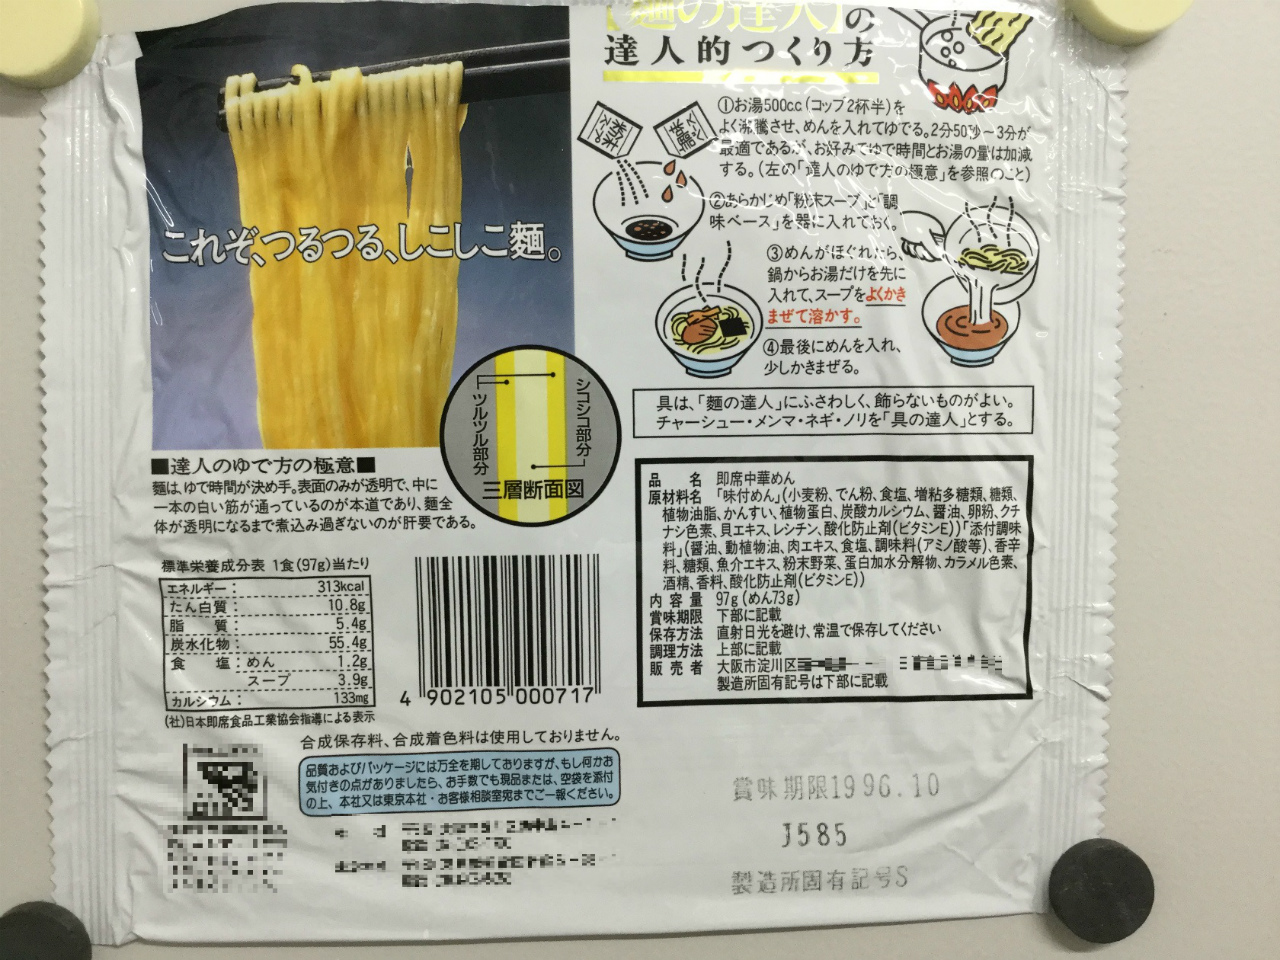 これぞ、つるつる、しこしこ麺。
ツルツル部分
シコシコ部分
三層断面図
■達人のゆで方の極意■
麺は、ゆで時間が決め手。表面のみが透明で、中に
一本の白い筋が通っているのが本道であり、麺全
体が透明になるまで煮込み過ぎないのが肝要である。
標準栄養成分表 1食(97g)当たり
エネルギー: 313kcal
たん白質: 10.8g
脂 質: 5.4g
炭水化物: 55.4g
食 塩:めん 1.2g
スープ 3.9g
カルシウム: 133mg
(社)日本即席食品工業協会指導による表示
4 902105 000717
合成保存料、合成着色料は使用しておりません。
品質およびパッケージには万全を期しておりますが、もし何かお
気付きの点がありましたら、お手数でも現品または、空袋を添付
の上、本社又は東京本社・お客様相談室宛までご一報ください。
「麺の達人」の
達人的つくり方
粉末スープ
調味ベース
①お湯500cc(コップ2杯半)を
よく沸騰させ、めんを入れてゆでる。2分50秒〜3分が
最適であるが、お好みでゆで時間とお湯の量は加減
する。(左の「達人のゆで方の極意」を参照のこと)
②あらかじめ「粉末スープ」と「調
味ベース」を器に入れておく。
③めんがほぐれたら、
鍋からお湯だけを先に
入れて、スープをよくかき
まぜて溶かす。
④最後にめんを入れ、
少しかきまぜる。
具は、「麺の達人」にふさわしく、飾らないものがよい。
チャーシュー・メンマ・ネギ・ノリを「具の達人」とする。
品名 即席中華めん
原材料名 「味付めん」(小麦粉、でん粉、食塩、増粘多糖類、糖類、
植物油脂、かんすい、植物蛋白、炭酸カルシウム、醤油、卵粉、クチ
ナシ色素、貝エキス、レシチン、酸化防止剤(ビタミンE))「添付調味
料」(醤油、動植物油、肉エキス、食塩、調味料(アミノ酸等)、香辛
料、糖類、魚介エキス、粉末野菜、蛋白加水分解物、カラメル色素、
酒精、香料、酸化防止剤(ビタミンE))
内容量 97g(めん73g)
賞味期限 下部に記載
保存方法 直射日光を避け、常温で保存してください
調理方法 上部に記載
販売者 大阪市淀川区
製造所固有記号は下部に記載
賞味期限1996.10
J585
製造所固有記号S